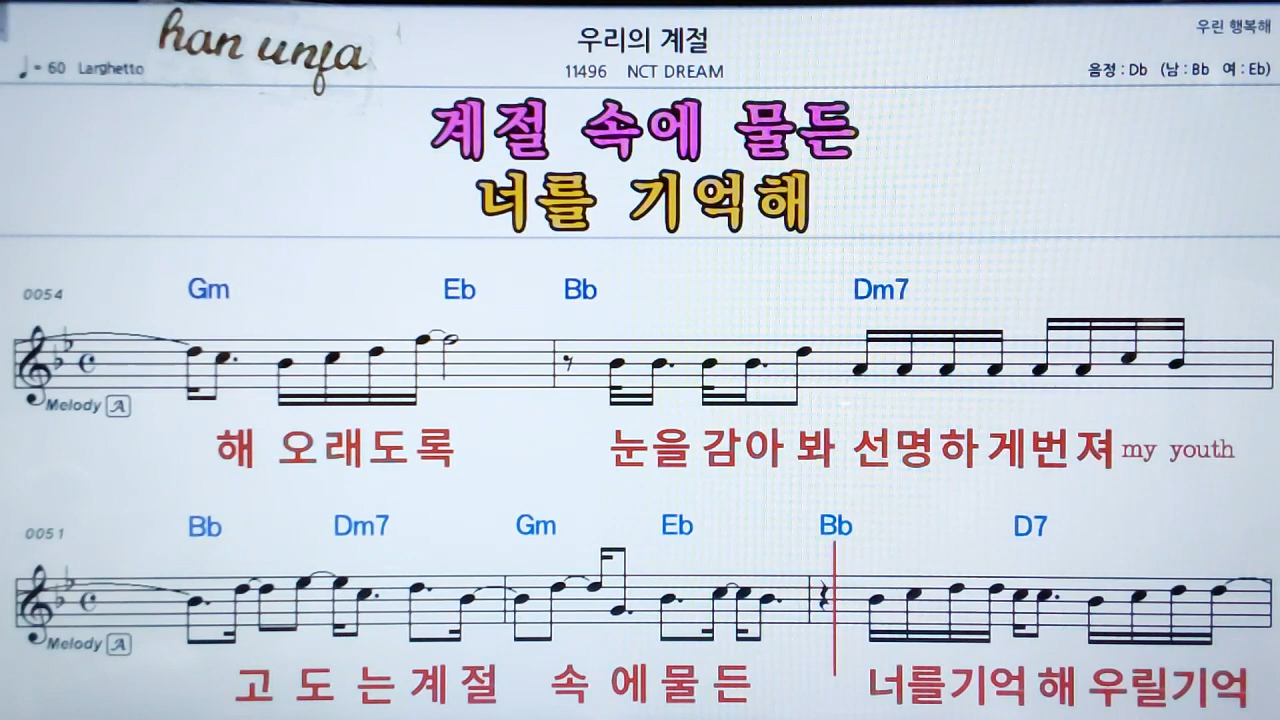 han unja
우리의 계절
우린 행복해
♩= 60 Larghetto
11496 NCT DREAM
음정 : Db (남 : Bb 여 : Eb)
계절 속에 물든
너를 기억해
0054 Gm Eb Bb Dm7
Melody A
해 오래도록 눈을 감아 봐 선명하게번져 my youth
0051 Bb Dm7 Gm Eb Bb D7
Melody A
고 도 는 계 절 속 에 물 든 너를기억 해 우릴기억